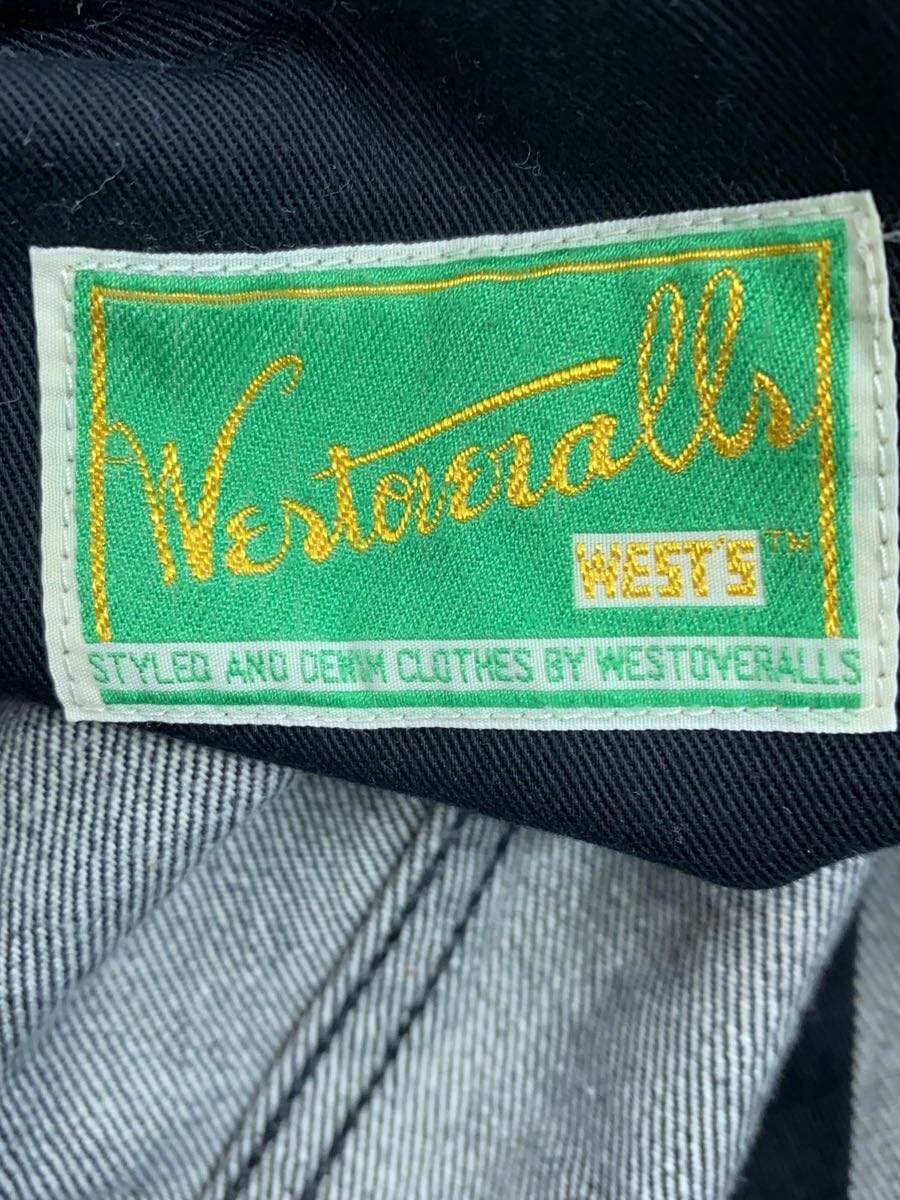 Westoveralls
WEST'S™
STYLED AND DENIM CLOTHES BY WESTOVERALLS